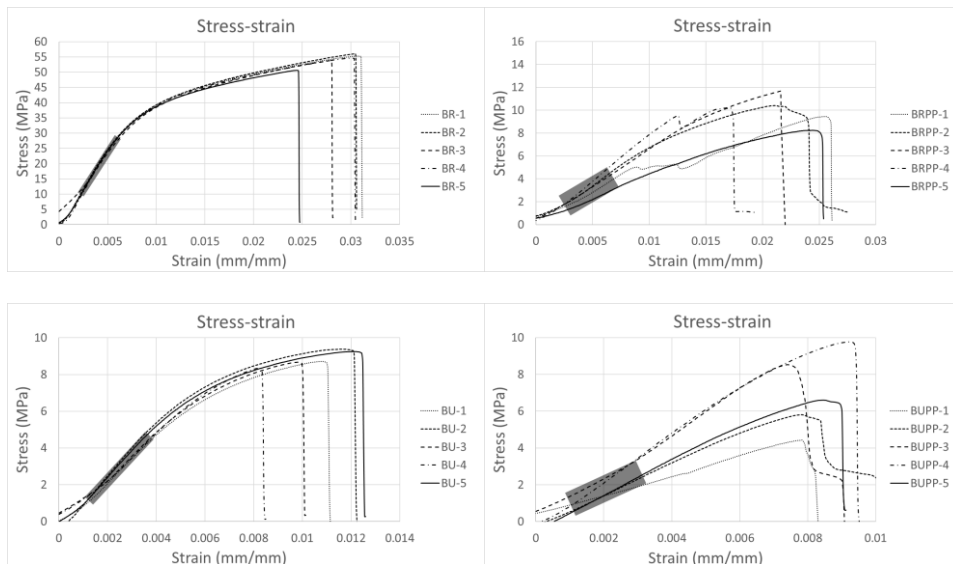 Stress-strain
60
55
50
45
40
35
30
25
20
15
10
5
0
Stress (MPa)
0 0.005 0.01 0.015 0.02 0.025 0.03 0.035
Strain (mm/mm)
BR-1
BR-2
BR-3
BR-4
BR-5
Stress-strain
16
14
12
10
8
6
4
2
0
Stress (MPa)
0 0.005 0.01 0.015 0.02 0.025 0.03
Strain (mm/mm)
BRPP-1
BRPP-2
BRPP-3
BRPP-4
BRPP-5
Stress-strain
10
8
6
4
2
0
Stress (MPa)
0 0.002 0.004 0.006 0.008 0.01 0.012 0.014
Strain (mm/mm)
BU-1
BU-2
BU-3
BU-4
BU-5
Stress-strain
10
8
6
4
2
0
Stress (MPa)
0 0.002 0.004 0.006 0.008 0.01
Strain (mm/mm)
BUPP-1
BUPP-2
BUPP-3
BUPP-4
BUPP-5